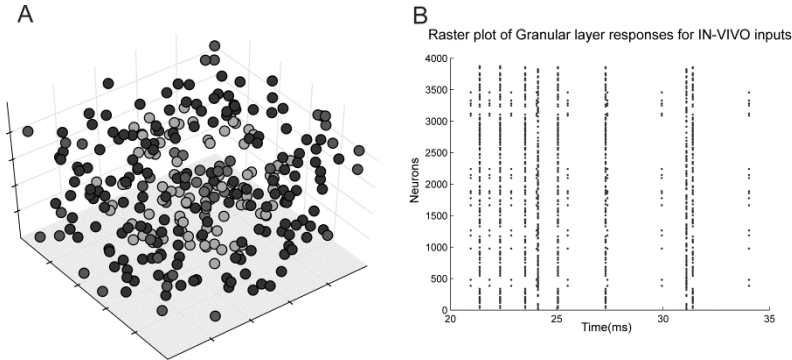 A
B
Raster plot of Granular layer responses for IN-VIVO inputs
4000
3500
3000
2500
2000
1500
1000
500
0
Neurons
20
25
30
35
Time(ms)